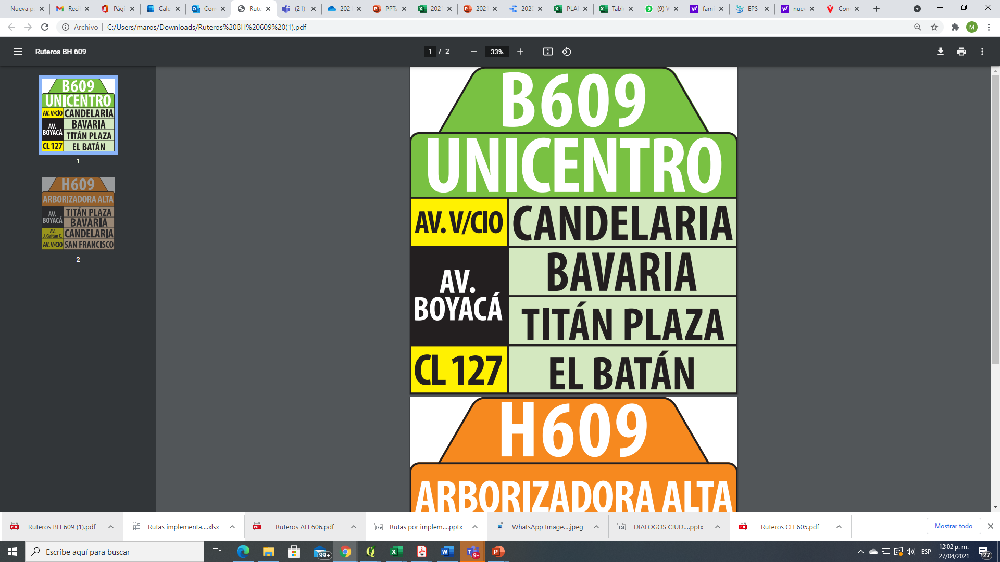 Nueva p
Reci
Pági
Cale
Corr
Rute
(21)
2021
PPTs
2021
202
2020
PLA
Tabl
(9) W
fami
EPS
nue
Con
Archivo
C:/Users/maros/Downloads/Ruteros%20BH%20609%20(1).pdf
M
Ruteros BH 609
1 / 2
33%
B609
UNICENTRO
AV. V/CIO CANDELARIA
AV. BOYACÁ BAVARIA
TITÁN PLAZA
CL 127 EL BATÁN
1
H609
ARBORIZADORA ALTA
AV. BOYACÁ TITÁN PLAZA
BAVARIA
AV. J. Gaitán C. CANDELARIA
AV. V/CIO SAN FRANCISCO
2
B609
UNICENTRO
AV. V/CIO CANDELARIA
AV.
BOYACÁ
BAVARIA
TITÁN PLAZA
CL 127 EL BATÁN
H609
ARBORIZADORA ALTA
Ruteros BH 609 (1).pdf
Rutas implementa....xlsx
Ruteros AH 606.pdf
Rutas por implem....pptx
WhatsApp Image....jpeg
DIALOGOS CIUD....pptx
Ruteros CH 605.pdf
Mostrar todo
Escribe aquí para buscar
99+
9+
ESP
12:02 p. m.
27/04/2021
27